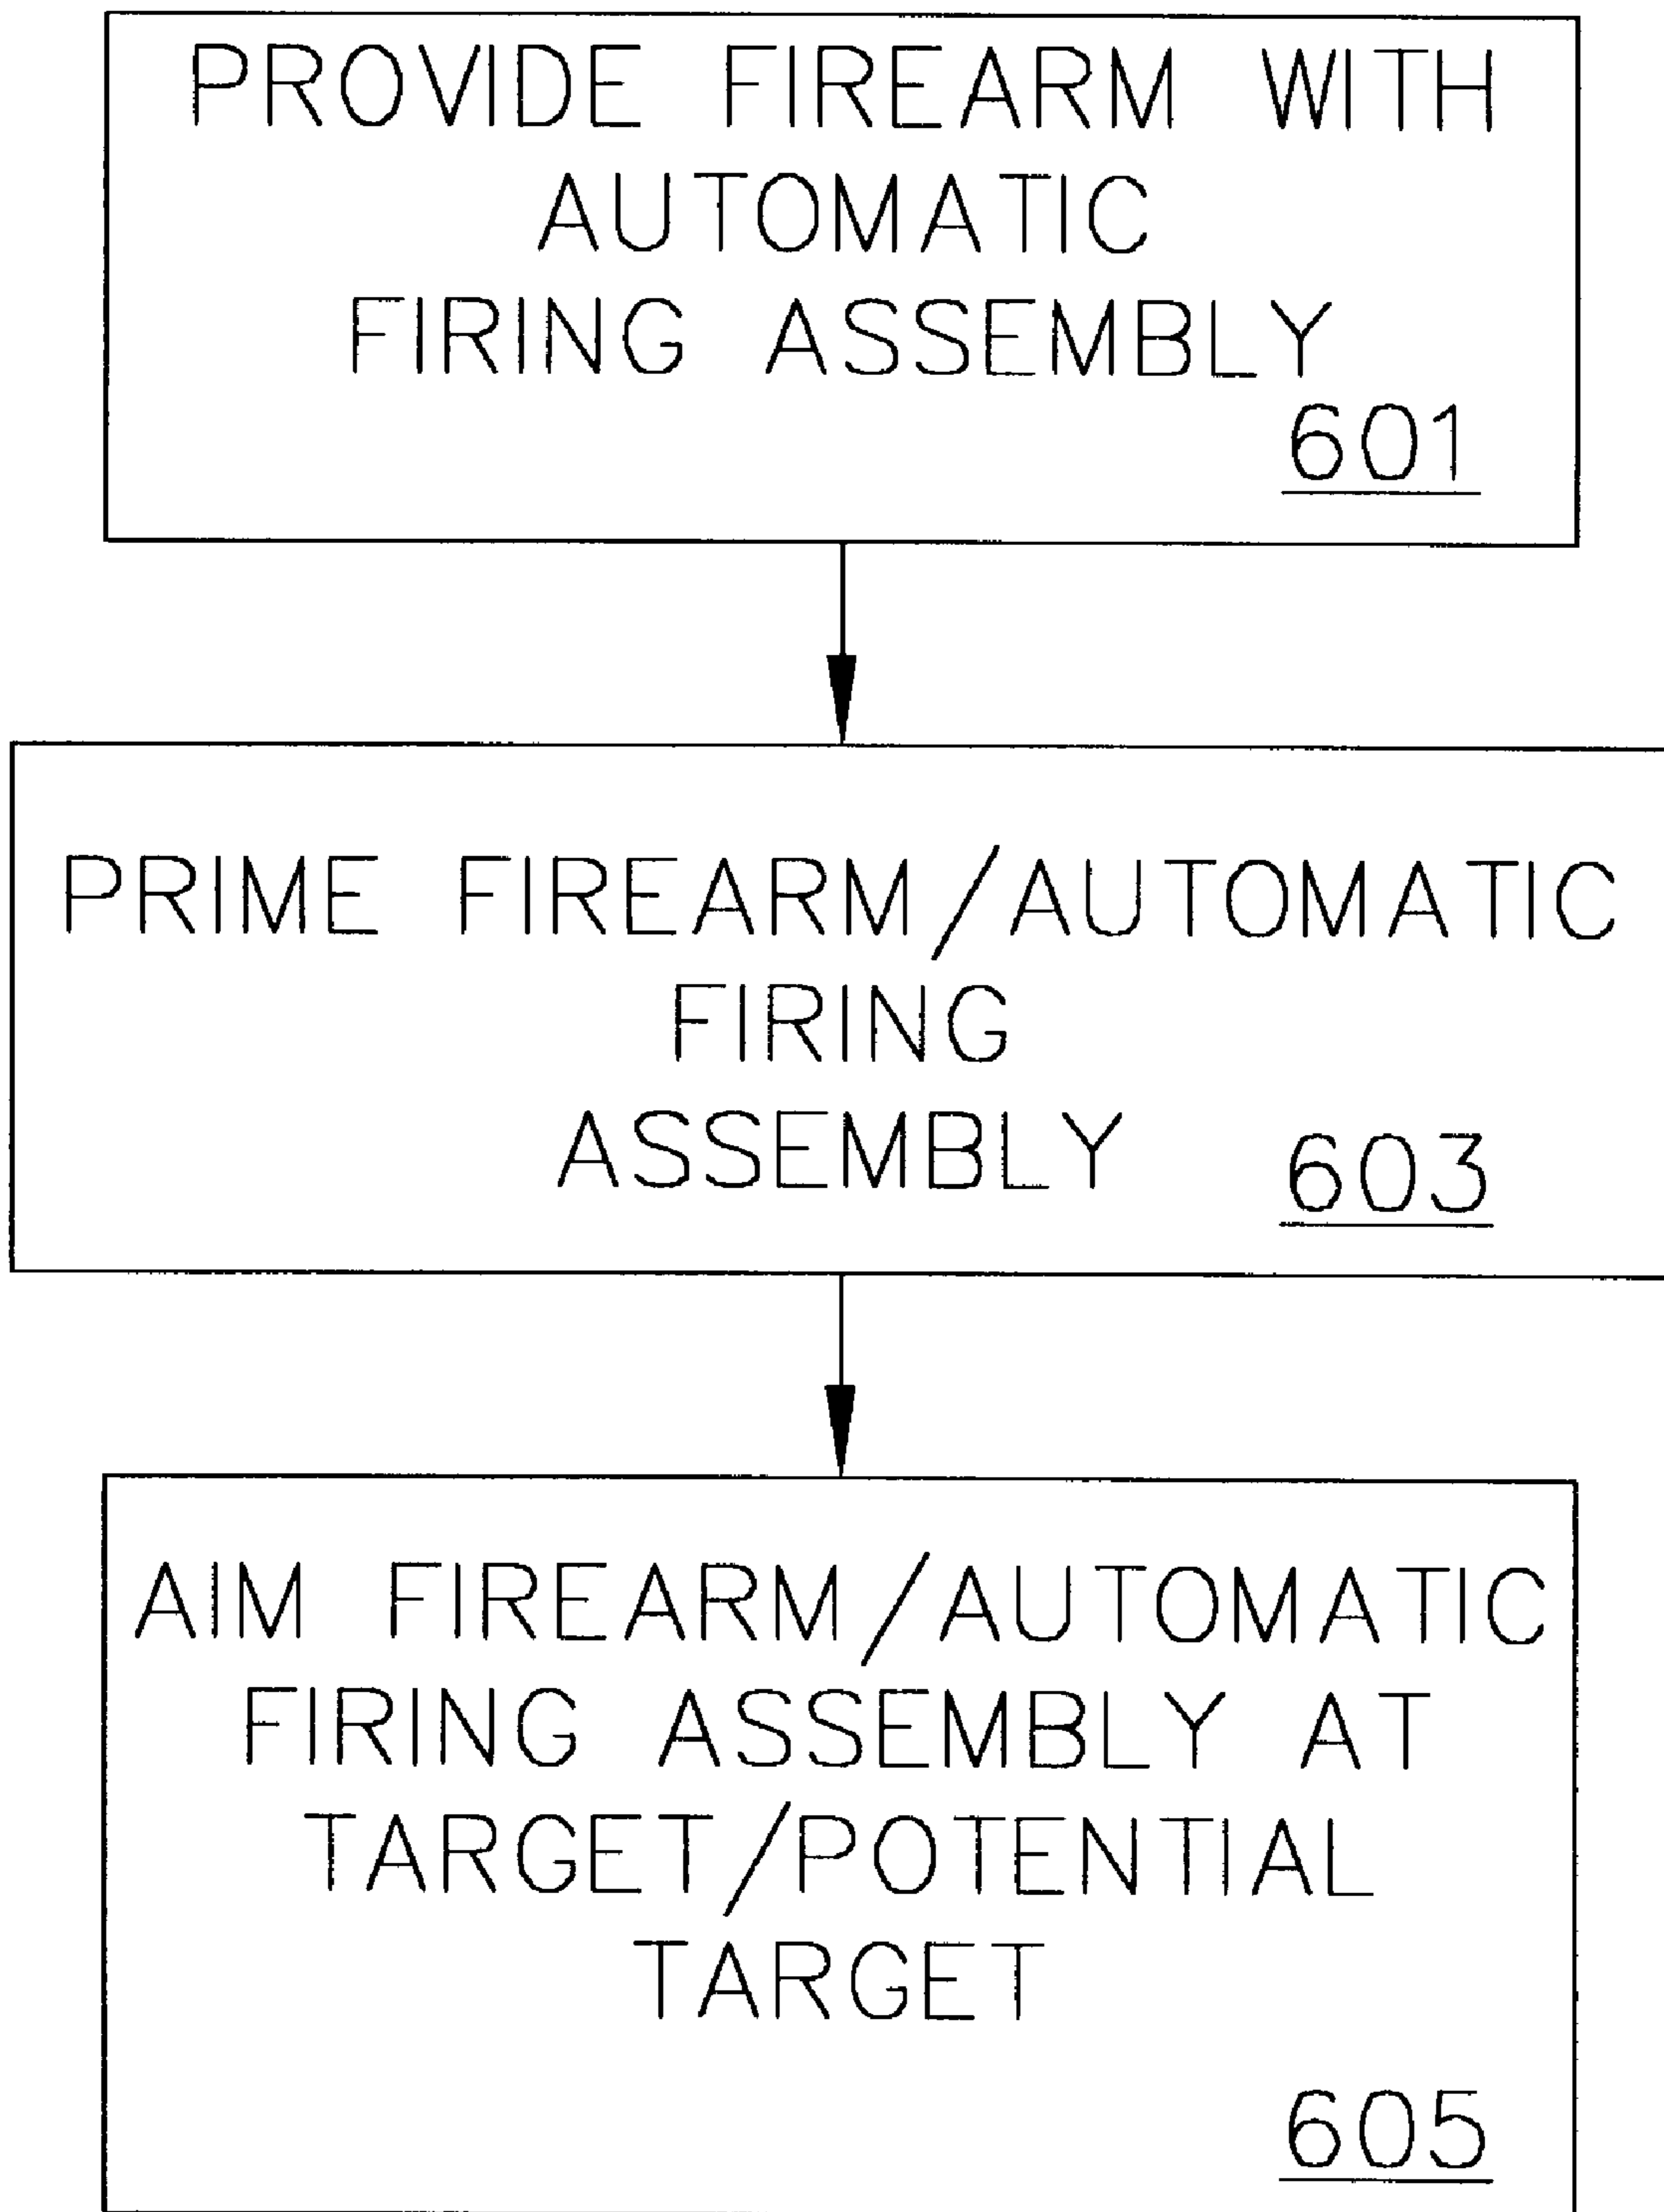 PROVIDE FIREARM WITH
AUTOMATIC
FIRING ASSEMBLY
601
PRIME FIREARM/AUTOMATIC
FIRING
ASSEMBLY 603
AIM FIREARM/AUTOMATIC
FIRING ASSEMBLY AT
TARGET/POTENTIAL
TARGET
605